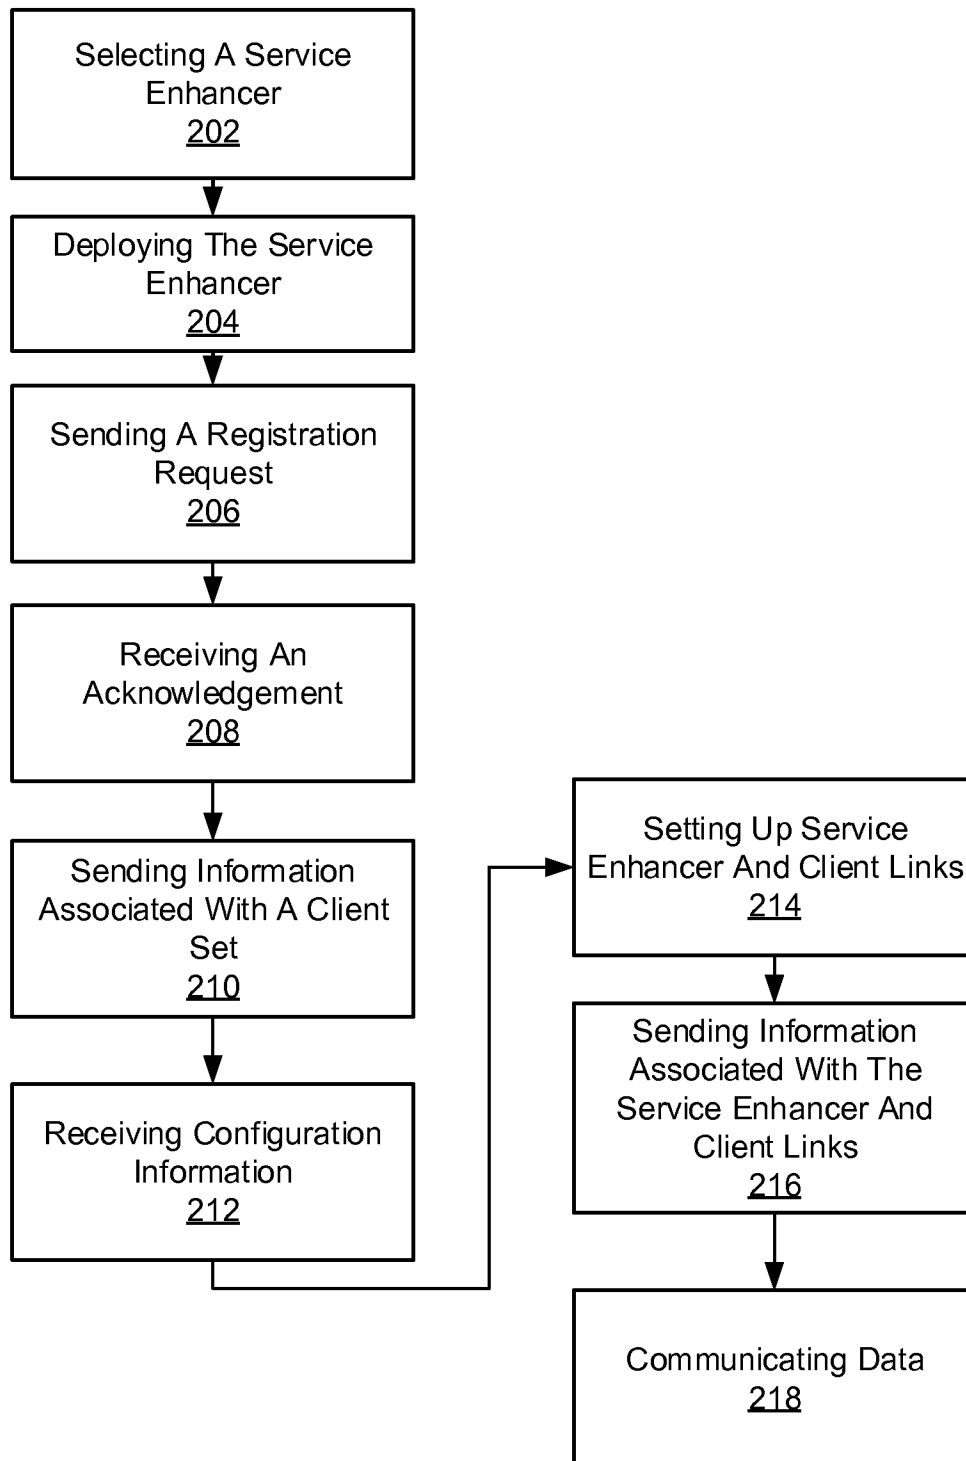 Selecting A Service
Enhancer
202
Deploying The Service
Enhancer
204
Sending A Registration
Request
206
Receiving An
Acknowledgement
208
Sending Information
Associated With A Client
Set
210
Receiving Configuration
Information
212
Setting Up Service
Enhancer And Client Links
214
Sending Information
Associated With The
Service Enhancer And
Client Links
216
Communicating Data
218